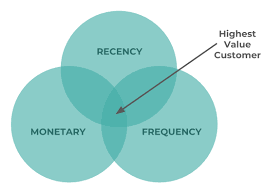 RECENCY
Highest
Value
Customer
MONETARY
FREQUENCY